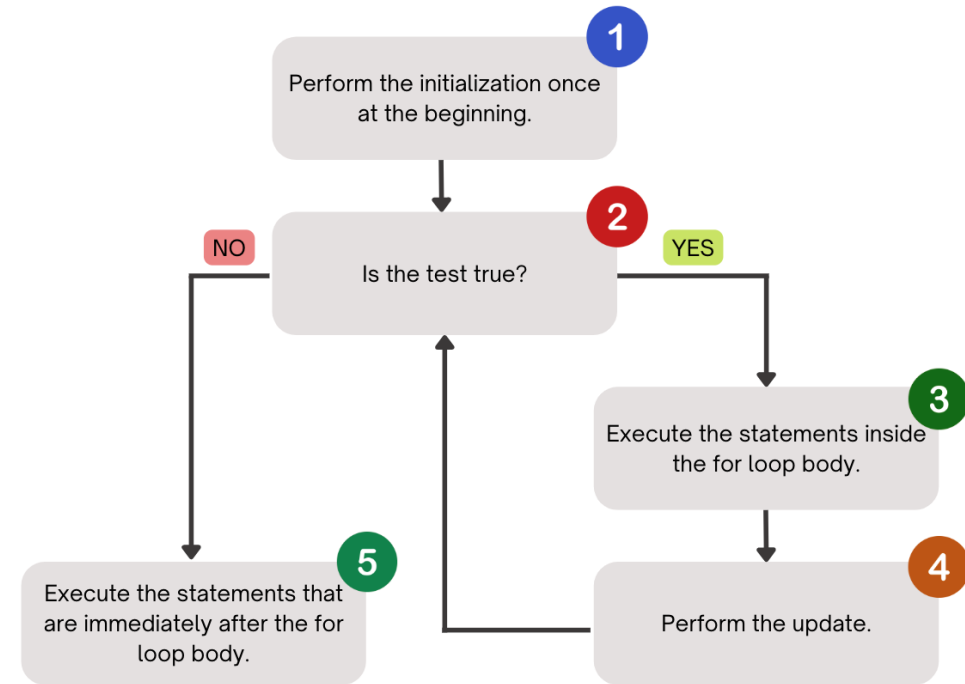 1
Perform the initialization once
at the beginning.
2
NO
YES
Is the test true?
3
Execute the statements inside
the for loop body.
5
4
Execute the statements that
are immediately after the for
loop body.
Perform the update.